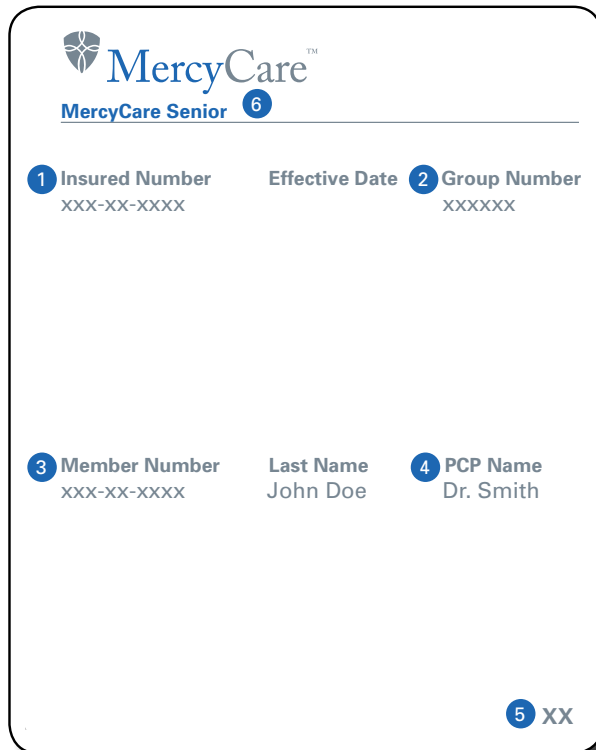 MercyCare™
MercyCare Senior 6
1 Insured Number Effective Date 2 Group Number
xxx-xx-xxxx xxxxxx
3 Member Number Last Name 4 PCP Name
xxx-xx-xxxx John Doe Dr. Smith
5 XX